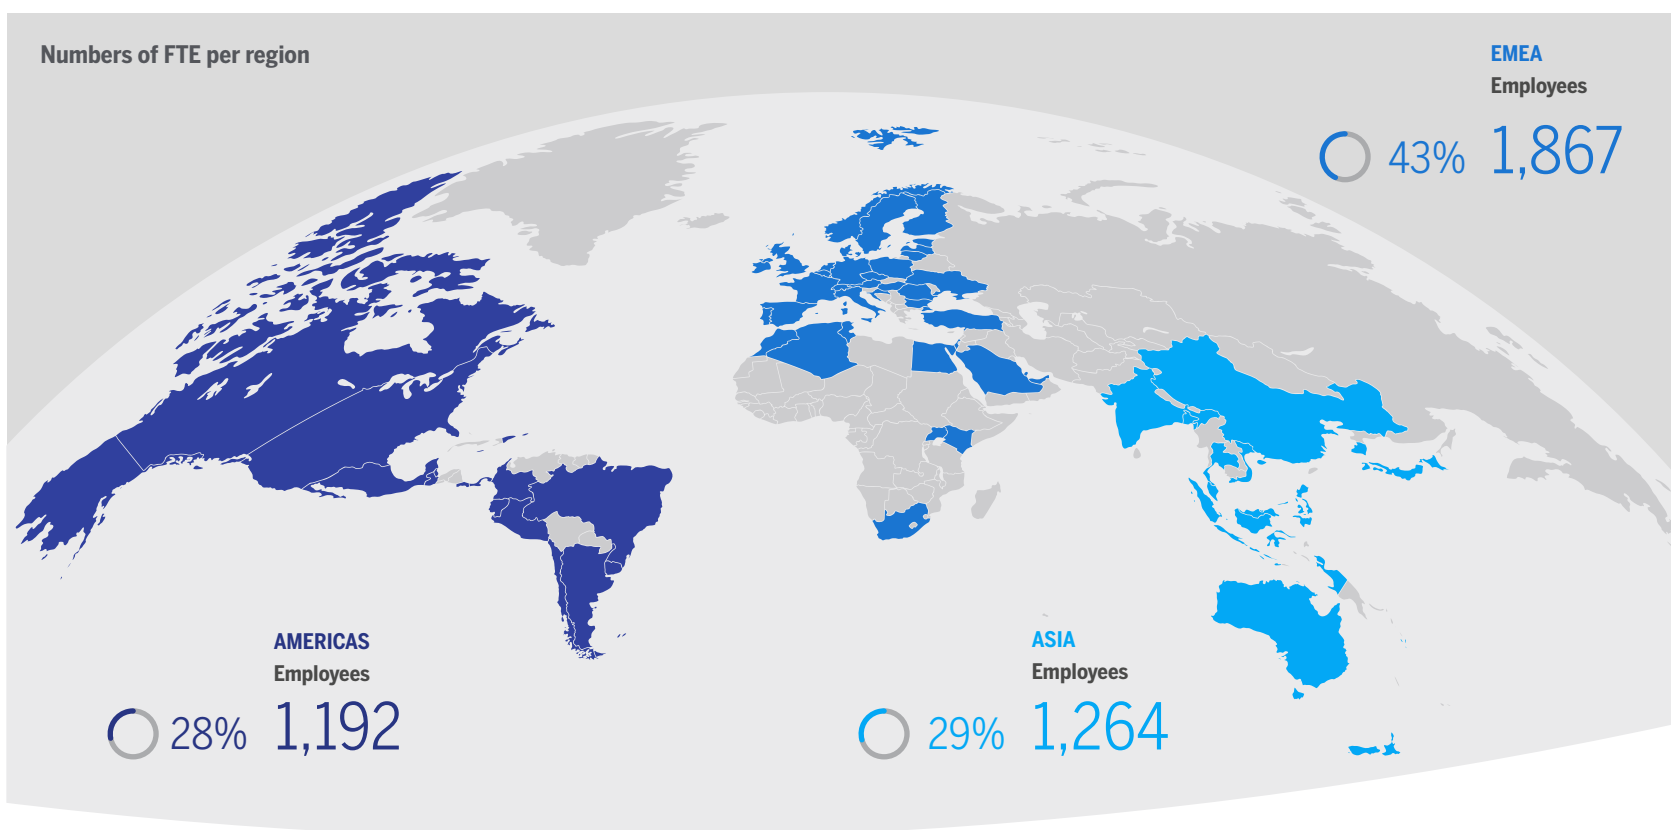 Numbers of FTE per region
EMEA
Employees
43% 1,867
AMERICAS
Employees
28% 1,192
ASIA
Employees
29% 1,264